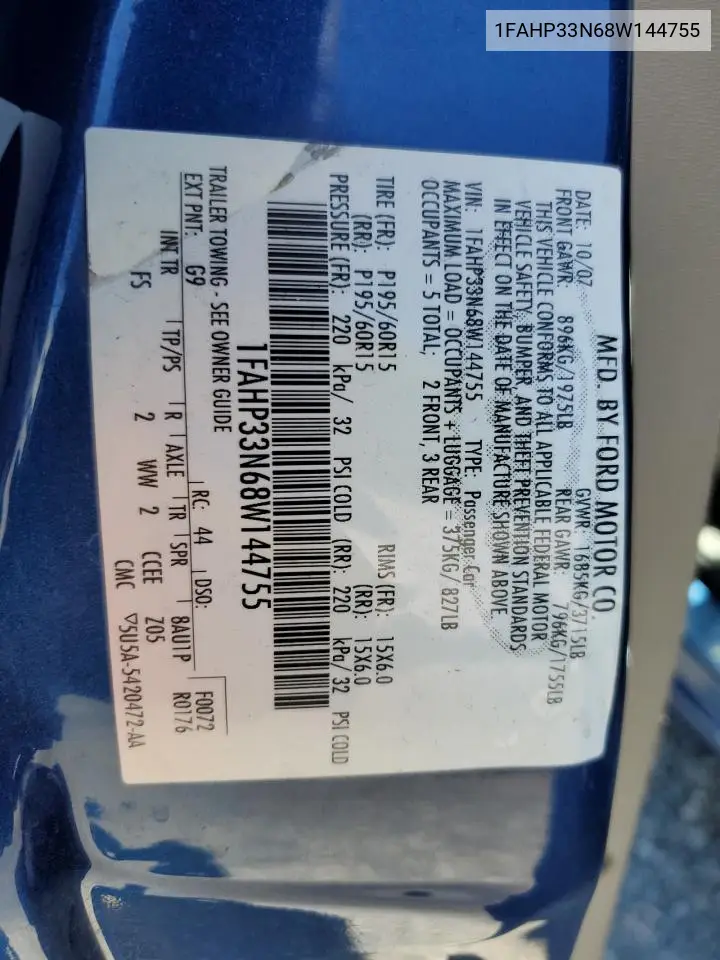 1FAHP33N68W144755
MFD. BY FORD MOTOR CO.
DATE: 10/07 GVWR: 1685KG/3715LB
FRONT GAWR: 896KG/1975LB REAR GAWR: 796KG/1755LB
THIS VEHICLE CONFORMS TO ALL APPLICABLE FEDERAL MOTOR
VEHICLE SAFETY, BUMPER, AND THEFT PREVENTION STANDARDS
IN EFFECT ON THE DATE OF MANUFACTURE SHOWN ABOVE.
VIN: 1FAHP33N68W144755 TYPE: Passenger Car
MAXIMUM LOAD = OCCUPANTS + LUGGAGE = 375KG/ 827LB
OCCUPANTS = 5 TOTAL, 2 FRONT, 3 REAR
TIRE (FR): P195/60R15 RIMS (FR): 15X6.0
(RR): P195/60R15 (RR): 15X6.0
PRESSURE (FR): 220 kPa/ 32 PSI COLD (RR): 220 kPa/ 32 PSI COLD
1FAHP33N68W144755
TRAILER TOWING - SEE OWNER GUIDE
EXT PNT: G9 RC: 44 DSO: F0072
R0176
INT TR TP/PS R AXLE TR SPR 8AU1P
FS 2 WW 2 CCEE Z05
CMC ▽5U5A-5420472-AA